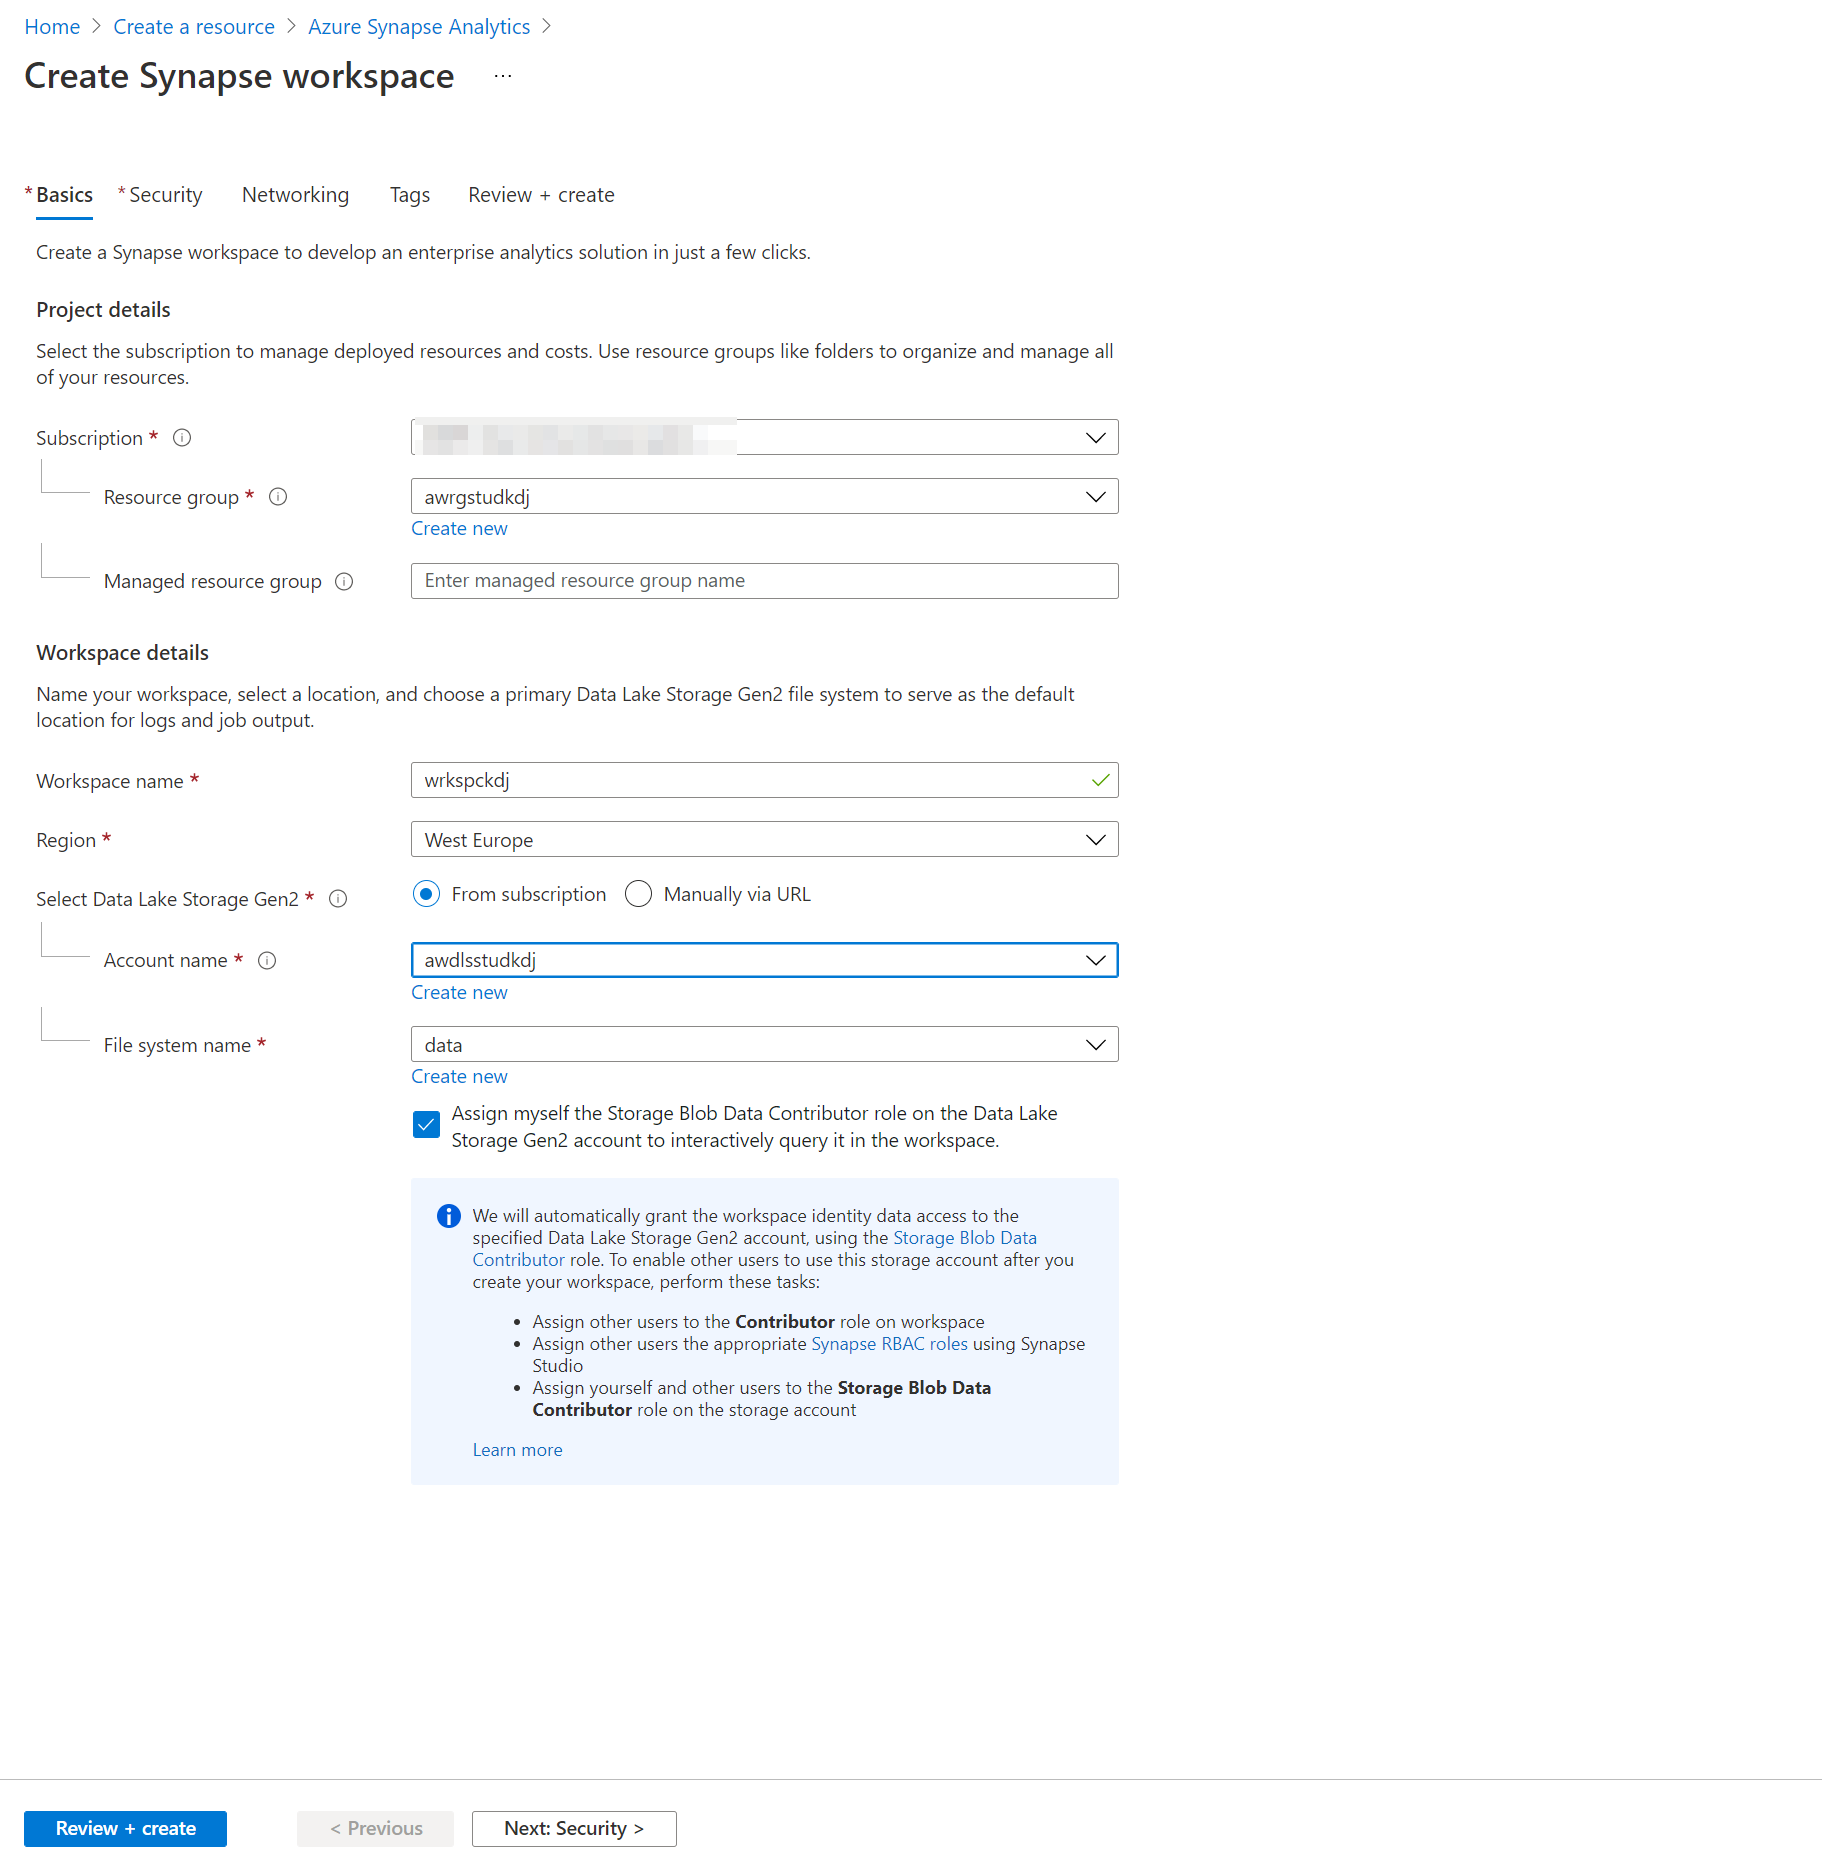 Home > Create a resource > Azure Synapse Analytics >
Create Synapse workspace ...
* Basics * Security Networking Tags Review + create
Create a Synapse workspace to develop an enterprise analytics solution in just a few clicks.
Project details
Select the subscription to manage deployed resources and costs. Use resource groups like folders to organize and manage all
of your resources.
Subscription *
Resource group * awrgstudkdj
Create new
Managed resource group Enter managed resource group name
Workspace details
Name your workspace, select a location, and choose a primary Data Lake Storage Gen2 file system to serve as the default
location for logs and job output.
Workspace name * wrkspckdj
Region * West Europe
Select Data Lake Storage Gen2 * From subscription Manually via URL
Account name * awdlsstudkdj
Create new
File system name * data
Create new
Assign myself the Storage Blob Data Contributor role on the Data Lake
Storage Gen2 account to interactively query it in the workspace.
We will automatically grant the workspace identity data access to the
specified Data Lake Storage Gen2 account, using the Storage Blob Data
Contributor role. To enable other users to use this storage account after you
create your workspace, perform these tasks:
• Assign other users to the Contributor role on workspace
• Assign other users the appropriate Synapse RBAC roles using Synapse
Studio
• Assign yourself and other users to the Storage Blob Data
Contributor role on the storage account
Learn more
Review + create < Previous Next: Security >